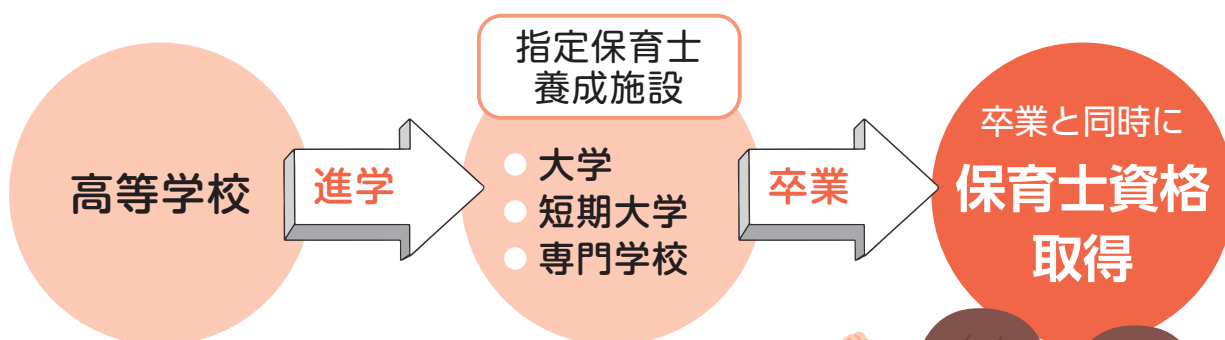 高等学校
進学
指定保育士
養成施設
大学
短期大学
専門学校
卒業
卒業と同時に
保育士資格
取得